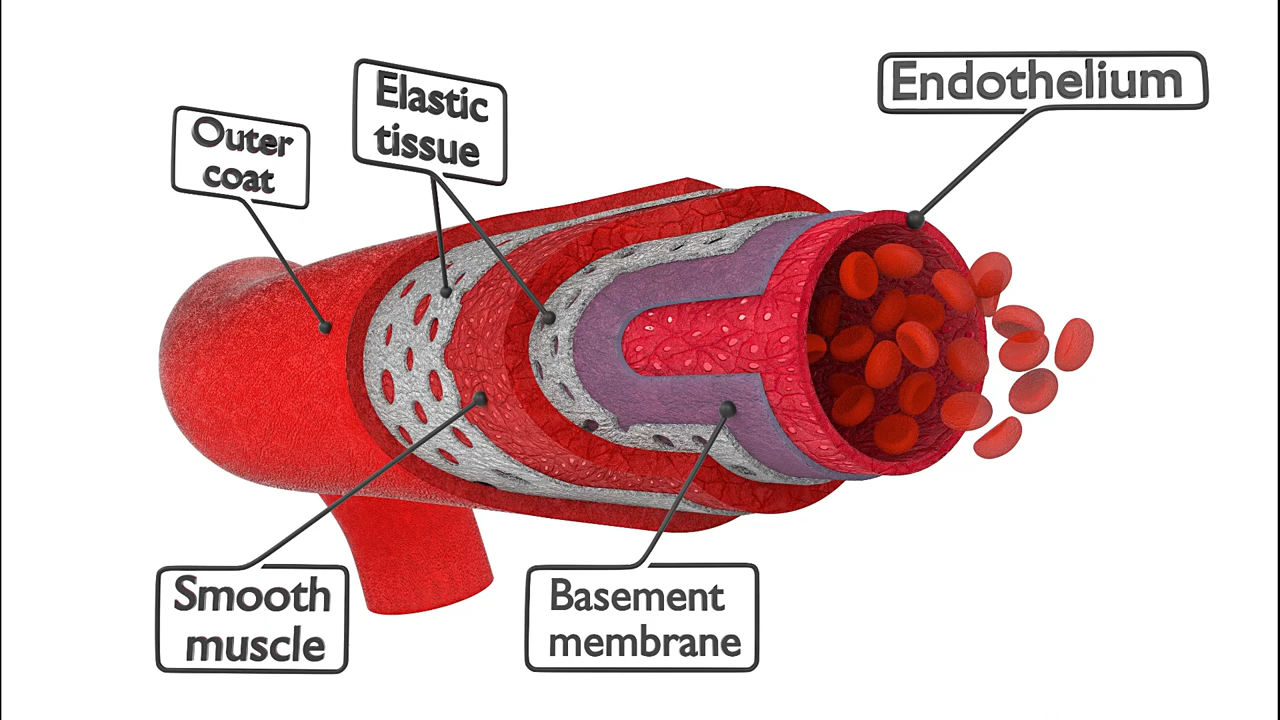 Outer
coat
Elastic
tissue
Endothelium
Smooth
muscle
Basement
membrane